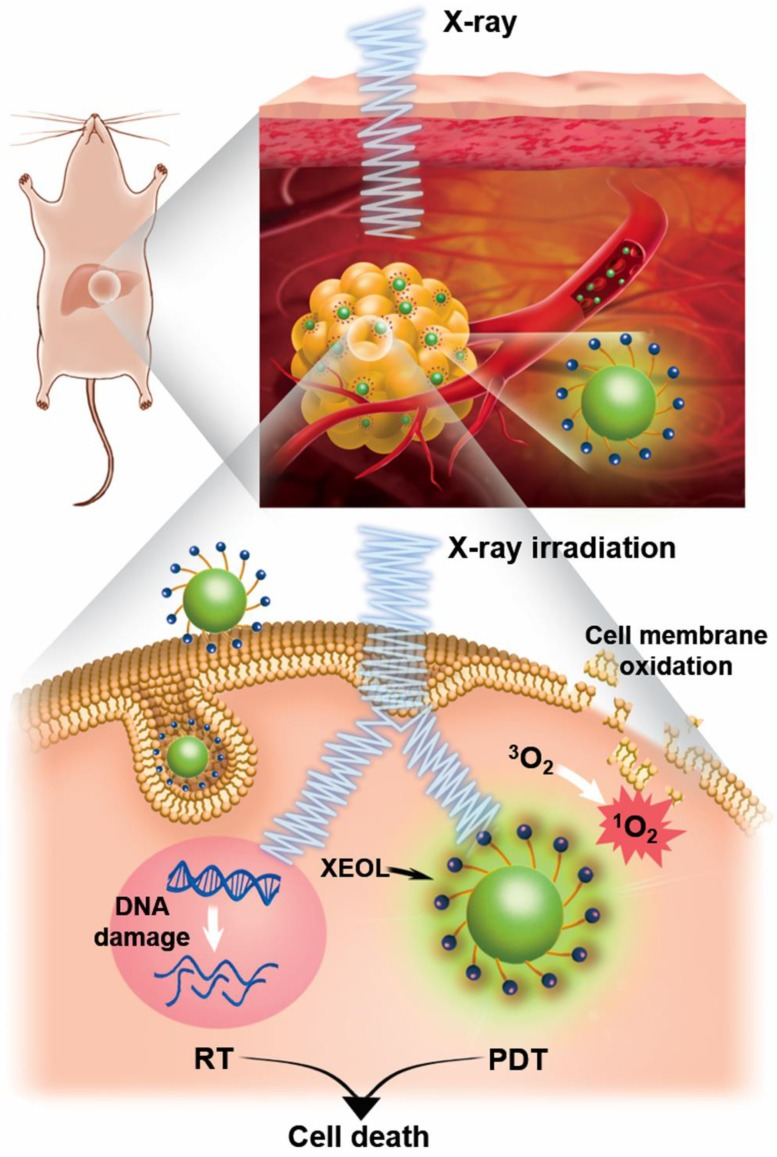 X-ray
X-ray irradiation
Cell membrane
oxidation
³O₂
¹O₂
XEOL
DNA
damage
RT
PDT
Cell death